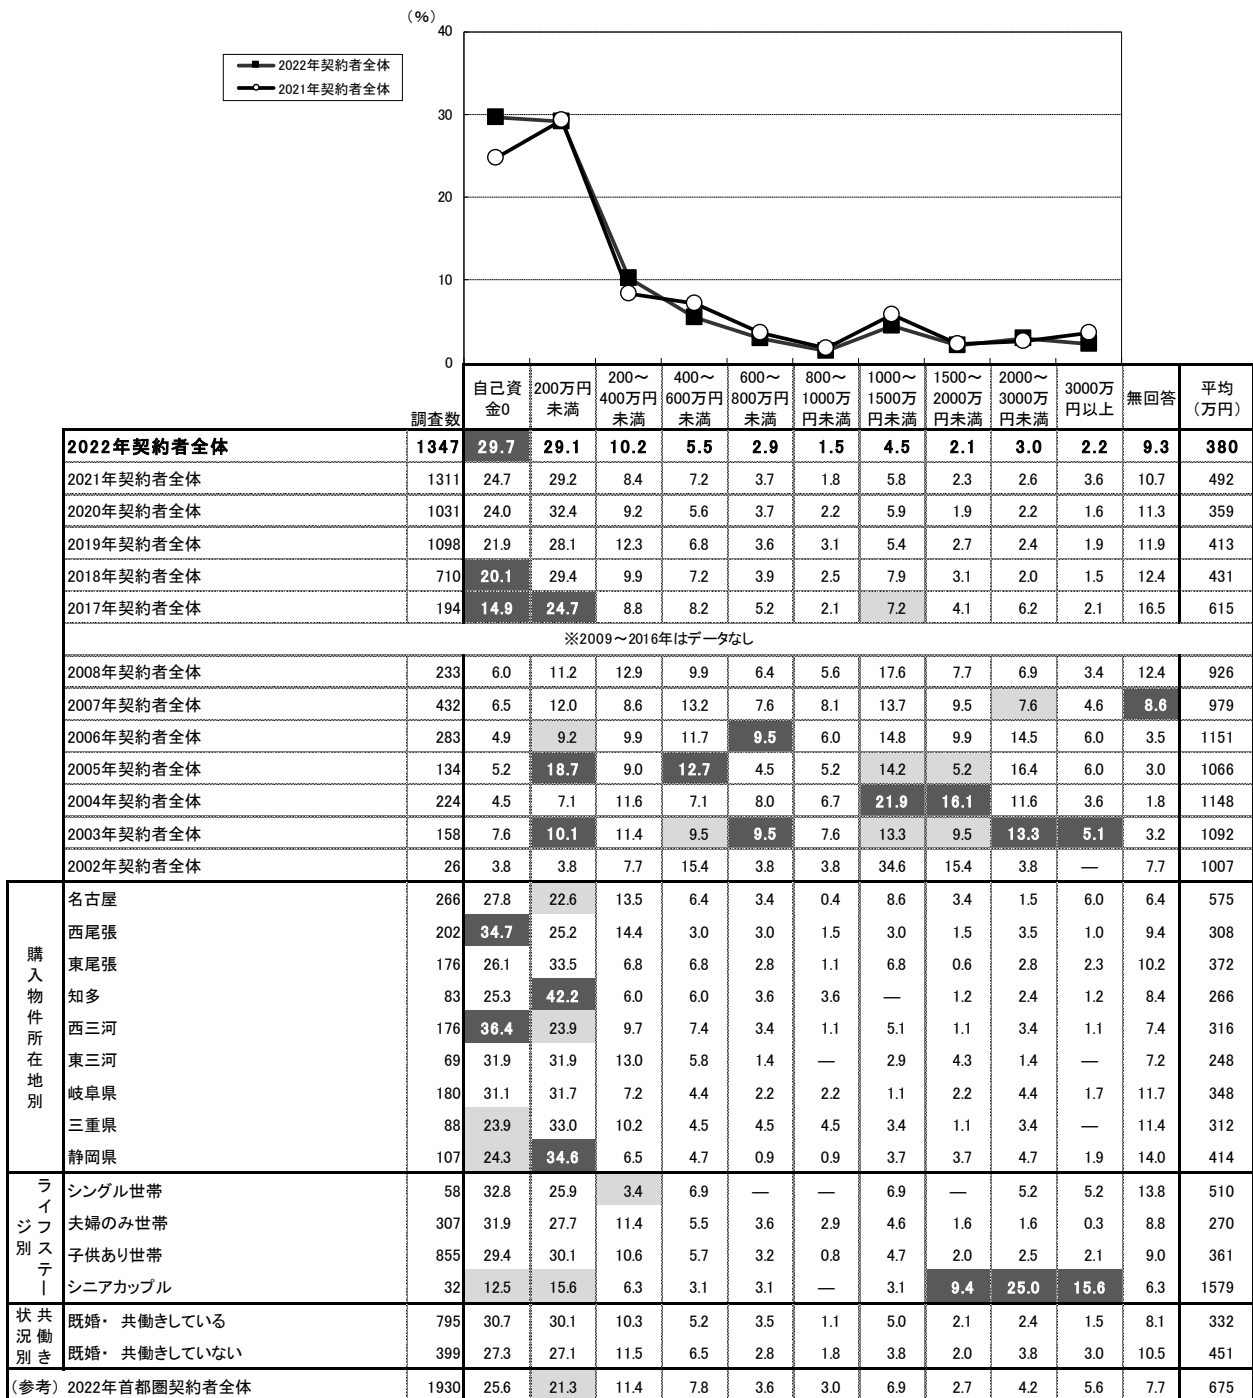 (%)
40
30
20
10
0
2022年契約者全体
2021年契約者全体
調査数 自己資金0 200万円未満 200～400万円未満 400～600万円未満 600～800万円未満 800～1000万円未満 1000～1500万円未満 1500～2000万円未満 2000～3000万円未満 3000万円以上 無回答 平均(万円)
2022年契約者全体 1347 29.7 29.1 10.2 5.5 2.9 1.5 4.5 2.1 3.0 2.2 9.3 380
2021年契約者全体 1311 24.7 29.2 8.4 7.2 3.7 1.8 5.8 2.3 2.6 3.6 10.7 492
2020年契約者全体 1031 24.0 32.4 9.2 5.6 3.7 2.2 5.9 1.9 2.2 1.6 11.3 359
2019年契約者全体 1098 21.9 28.1 12.3 6.8 3.6 3.1 5.4 2.7 2.4 1.9 11.9 413
2018年契約者全体 710 20.1 29.4 9.9 7.2 3.9 2.5 7.9 3.1 2.0 1.5 12.4 431
2017年契約者全体 194 14.9 24.7 8.8 8.2 5.2 2.1 7.2 4.1 6.2 2.1 16.5 615
※2009～2016年はデータなし
2008年契約者全体 233 6.0 11.2 12.9 9.9 6.4 5.6 17.6 7.7 6.9 3.4 12.4 926
2007年契約者全体 432 6.5 12.0 8.6 13.2 7.6 8.1 13.7 9.5 7.6 4.6 8.6 979
2006年契約者全体 283 4.9 9.2 9.9 11.7 9.5 6.0 14.8 9.9 14.5 6.0 3.5 1151
2005年契約者全体 134 5.2 18.7 9.0 12.7 4.5 5.2 14.2 5.2 16.4 6.0 3.0 1066
2004年契約者全体 224 4.5 7.1 11.6 7.1 8.0 6.7 21.9 16.1 11.6 3.6 1.8 1148
2003年契約者全体 158 7.6 10.1 11.4 9.5 9.5 7.6 13.3 9.5 13.3 5.1 3.2 1092
2002年契約者全体 26 3.8 3.8 7.7 15.4 3.8 3.8 34.6 15.4 3.8 — 7.7 1007
購入物件所在地別
名古屋 266 27.8 22.6 13.5 6.4 3.4 0.4 8.6 3.4 1.5 6.0 6.4 575
西尾張 202 34.7 25.2 14.4 3.0 3.0 1.5 3.0 1.5 3.5 1.0 9.4 308
東尾張 176 26.1 33.5 6.8 6.8 2.8 1.1 6.8 0.6 2.8 2.3 10.2 372
知多 83 25.3 42.2 6.0 6.0 3.6 3.6 — 1.2 2.4 1.2 8.4 266
西三河 176 36.4 23.9 9.7 7.4 3.4 1.1 5.1 1.1 3.4 1.1 7.4 316
東三河 69 31.9 31.9 13.0 5.8 1.4 — 2.9 4.3 1.4 — 7.2 248
岐阜県 180 31.1 31.7 7.2 4.4 2.2 2.2 1.1 2.2 4.4 1.7 11.7 348
三重県 88 23.9 33.0 10.2 4.5 4.5 4.5 3.4 1.1 3.4 — 11.4 312
静岡県 107 24.3 34.6 6.5 4.7 0.9 0.9 3.7 3.7 4.7 1.9 14.0 414
ライフステージ別
シングル世帯 58 32.8 25.9 3.4 6.9 — — 6.9 — 5.2 5.2 13.8 510
夫婦のみ世帯 307 31.9 27.7 11.4 5.5 3.6 2.9 4.6 1.6 1.6 0.3 8.8 270
子供あり世帯 855 29.4 30.1 10.6 5.7 3.2 0.8 4.7 2.0 2.5 2.1 9.0 361
シニアカップル 32 12.5 15.6 6.3 3.1 3.1 — 3.1 9.4 25.0 15.6 6.3 1579
共働き状況別
既婚・ 共働きしている 795 30.7 30.1 10.3 5.2 3.5 1.1 5.0 2.1 2.4 1.5 8.1 332
既婚・ 共働きしていない 399 27.3 27.1 11.5 6.5 2.8 1.8 3.8 2.0 3.8 3.0 10.5 451
(参考) 2022年首都圏契約者全体 1930 25.6 21.3 11.4 7.8 3.6 3.0 6.9 2.7 4.2 5.6 7.7 675